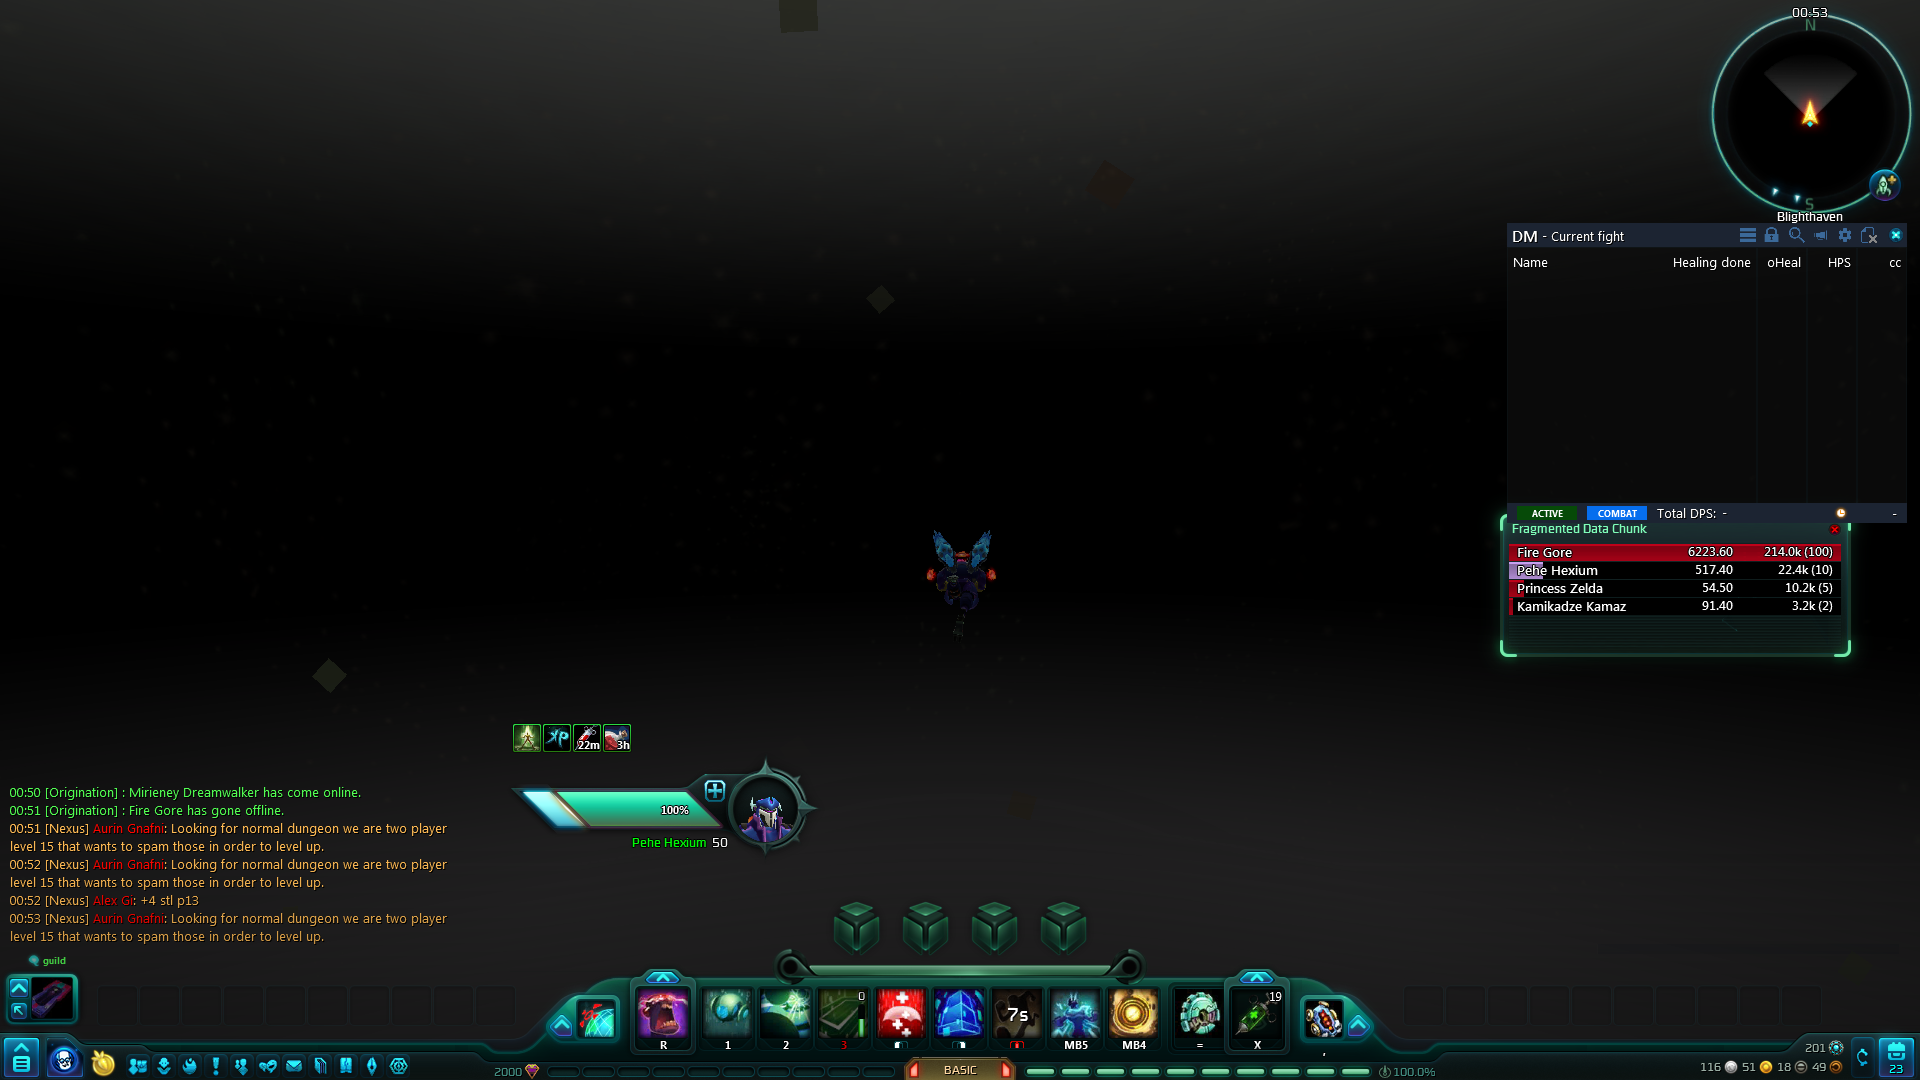 00:53
N
S
Blighthaven
DM - Current fight
Name Healing done oHeal HPS cc
ACTIVE COMBAT Total DPS: - -
Fragmented Data Chunk
Fire Gore 6223.60 214.0k (100)
Pehe Hexium 517.40 22.4k (10)
Princess Zelda 54.50 10.2k (5)
Kamikadze Kamaz 91.40 3.2k (2)
XP 22m 3h
100%
Pehe Hexium 50
00:50 [Origination] : Mirieney Dreamwalker has come online.
00:51 [Origination] : Fire Gore has gone offline.
00:51 [Nexus] Aurin Gnafni: Looking for normal dungeon we are two player
level 15 that wants to spam those in order to level up.
00:52 [Nexus] Aurin Gnafni: Looking for normal dungeon we are two player
level 15 that wants to spam those in order to level up.
00:52 [Nexus] Alex Gi: +4 stl p13
00:53 [Nexus] Aurin Gnafni: Looking for normal dungeon we are two player
level 15 that wants to spam those in order to level up.
guild
0 7s 19
R 1 2 3 MB5 MB4 = X
2000 BASIC 100.0%
201
116 51 18 49
23